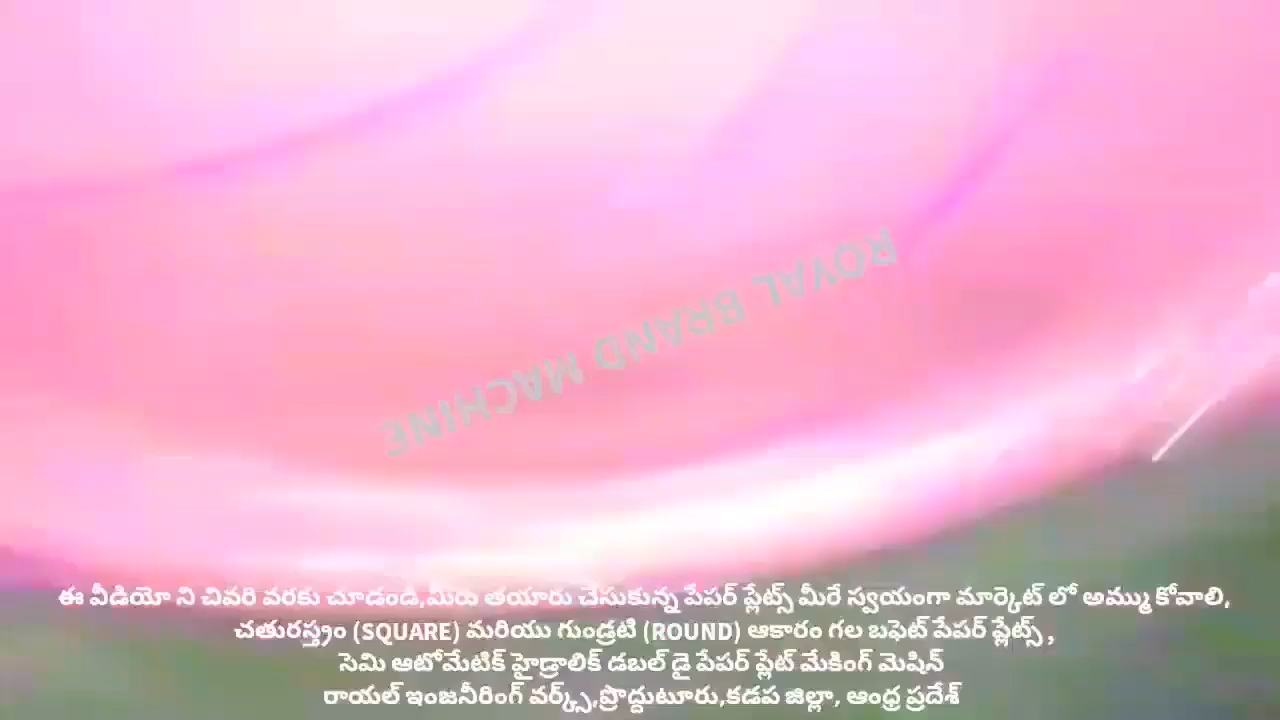 ROYAL BRAND MACHINE
ఈ వీడియో ని చివరి వరకు చూడండి,మీరు తయారు చేసుకున్న పేపర్ ప్లేట్స్ మీరే స్వయంగా మార్కెట్ లో అమ్ము కోవాలి,
చతురస్త్రం (SQUARE) మరియు గుండ్రటి (ROUND) ఆకారం గల బఫెట్ పేపర్ ప్లేట్స్ ,
సెమి ఆటోమేటిక్ హైడ్రాలిక్ డబల్ డై పేపర్ ప్లేట్ మేకింగ్ మెషిన్
రాయల్ ఇంజనీరింగ్ వర్క్స్,ప్రొద్దుటూరు,కడప జిల్లా, ఆంధ్ర ప్రదేశ్